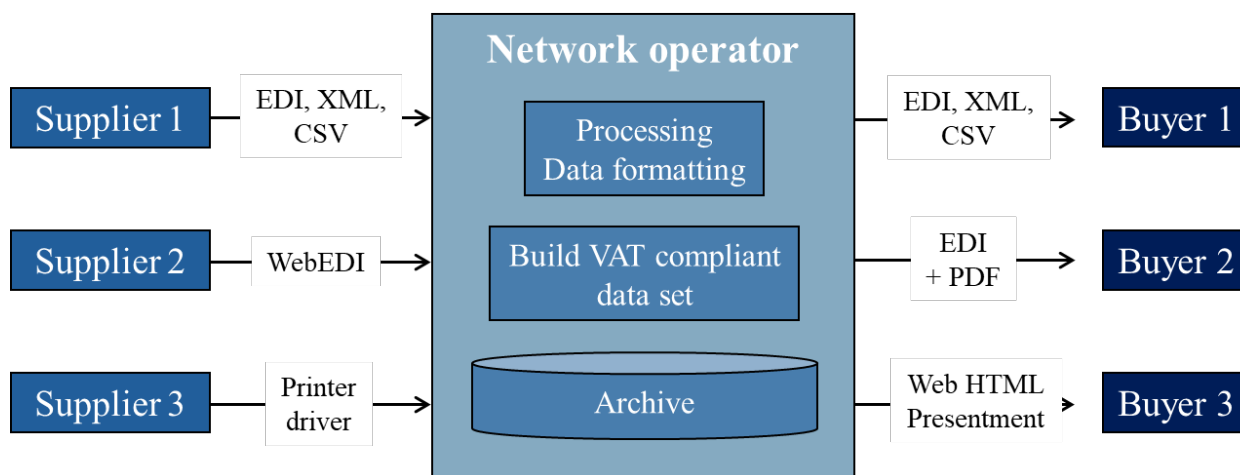 Network operator
Supplier 1
EDI, XML,
CSV
Processing
Data formatting
EDI, XML,
CSV
Buyer 1
Supplier 2
WebEDI
Build VAT compliant
data set
EDI
+ PDF
Buyer 2
Supplier 3
Printer
driver
Archive
Web HTML
Presentment
Buyer 3